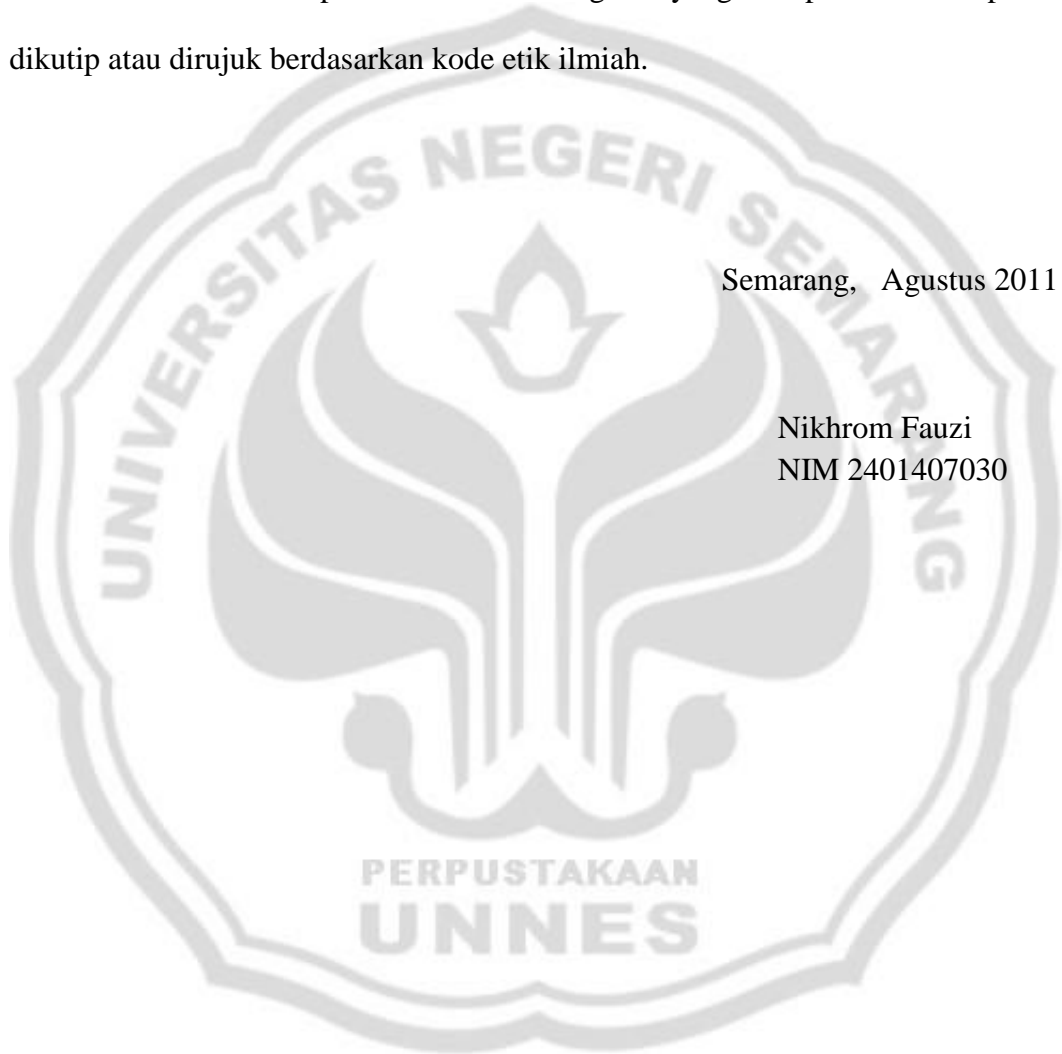 dikutip atau dirujuk berdasarkan kode etik ilmiah.
UNIVERSITAS NEGERI SEMARANG
Semarang, Agustus 2011
Nikhrom Fauzi
NIM 2401407030
PERPUSTAKAAN
UNNES